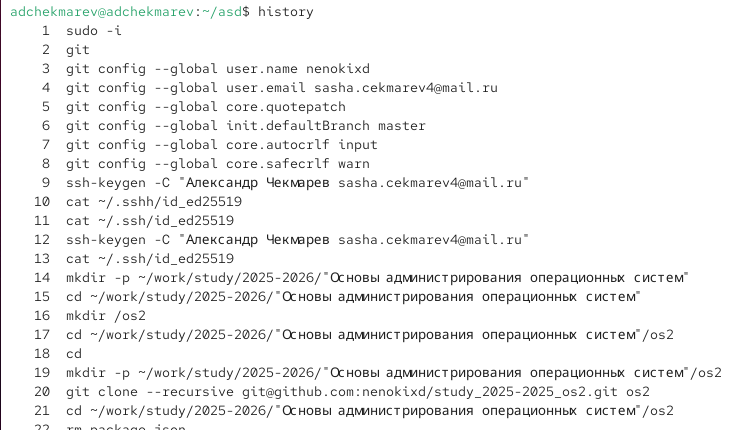 adchekmarev@adchekmarev:~/asd$ history
1 sudo -i
2 git
3 git config --global user.name nenokixd
4 git config --global user.email sasha.cekmarev4@mail.ru
5 git config --global core.quotepatch
6 git config --global init.defaultBranch master
7 git config --global core.autocrlf input
8 git config --global core.safecrlf warn
9 ssh-keygen -C "Александр Чекмарев sasha.cekmarev4@mail.ru"
10 cat ~/.sshh/id_ed25519
11 cat ~/.ssh/id_ed25519
12 ssh-keygen -C "Александр Чекмарев sasha.cekmarev4@mail.ru"
13 cat ~/.ssh/id_ed25519
14 mkdir -p ~/work/study/2025-2026/"Основы администрирования операционных систем"
15 cd ~/work/study/2025-2026/"Основы администрирования операционных систем"
16 mkdir /os2
17 cd ~/work/study/2025-2026/"Основы администрирования операционных систем"/os2
18 cd
19 mkdir -p ~/work/study/2025-2026/"Основы администрирования операционных систем"/os2
20 git clone --recursive git@github.com:nenokixd/study_2025-2025_os2.git os2
21 cd ~/work/study/2025-2026/"Основы администрирования операционных систем"/os2
22 rm package.json